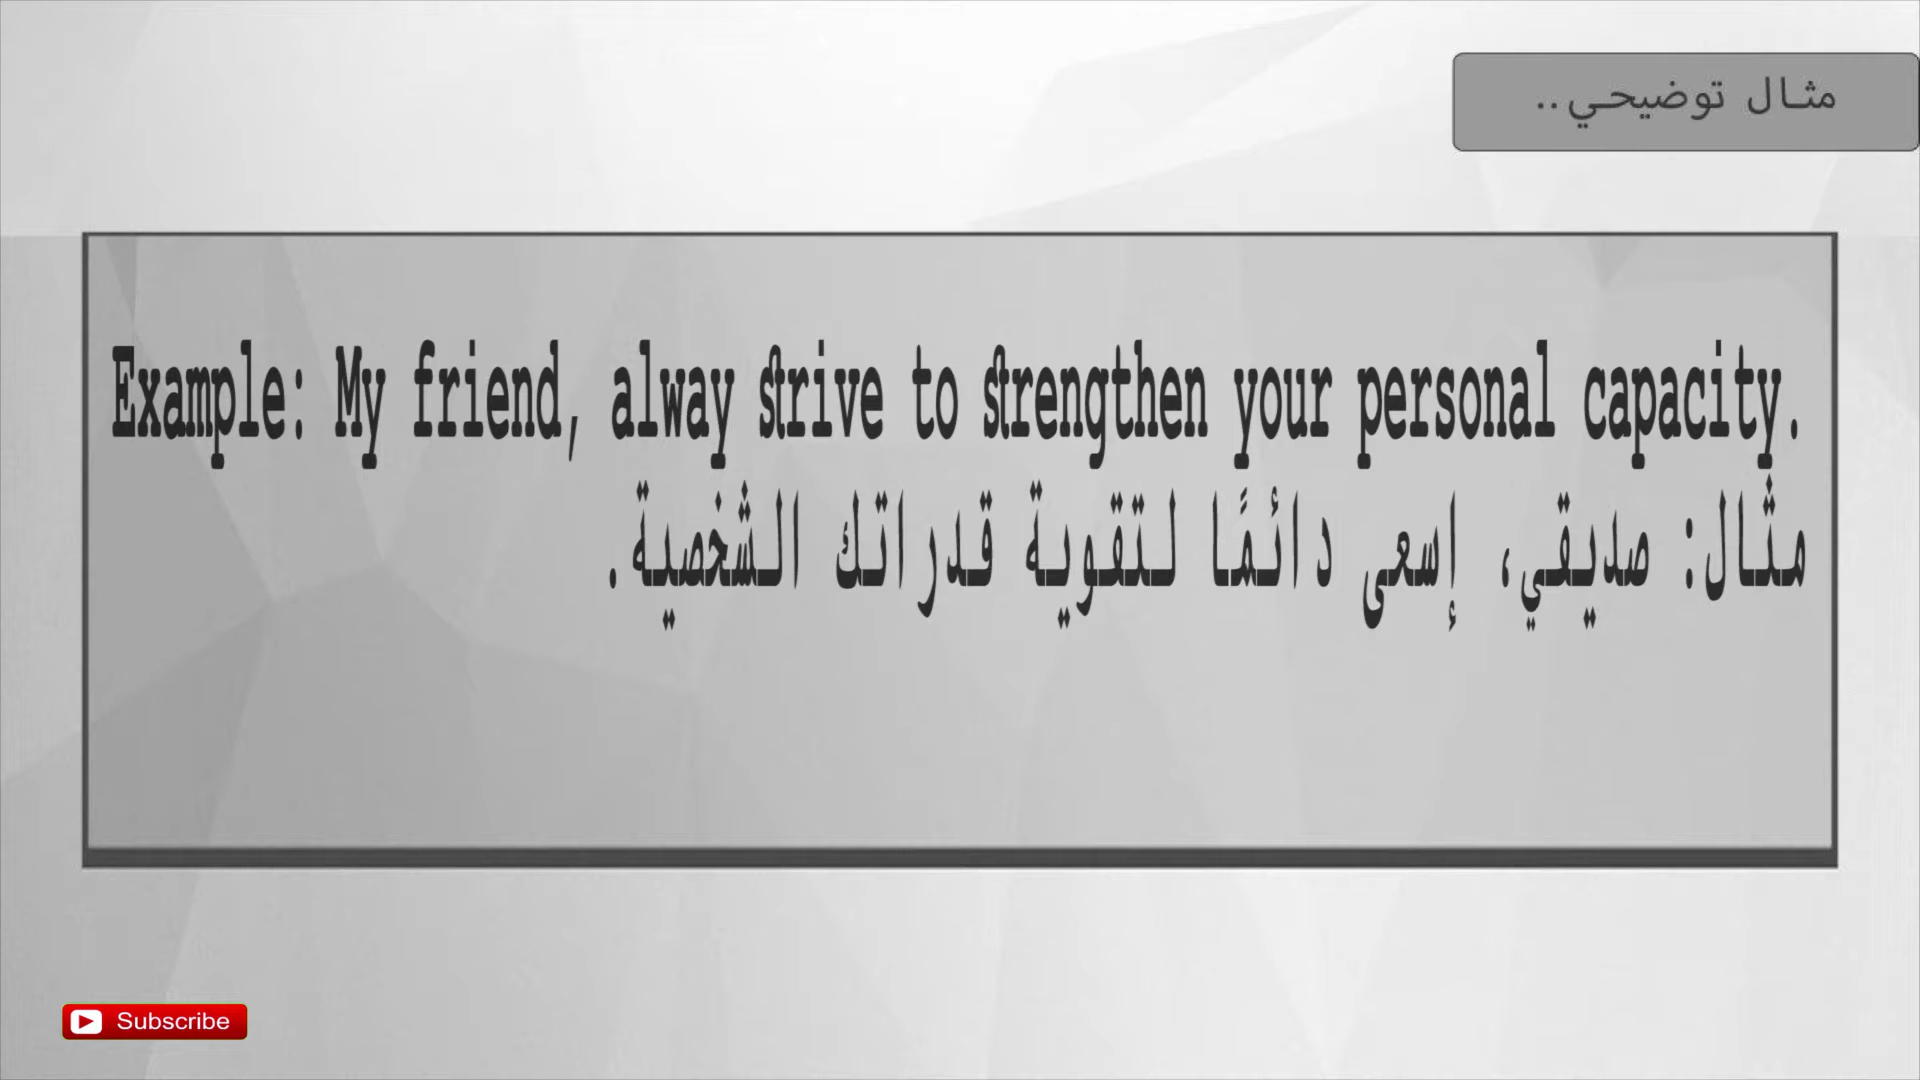 مثال توضيحي..
Example: My friend, alway strive to strengthen your personal capacity.
مثال: صديقي، إسعى دائمًا لتقوية قدراتك الشخصية.
Subscribe